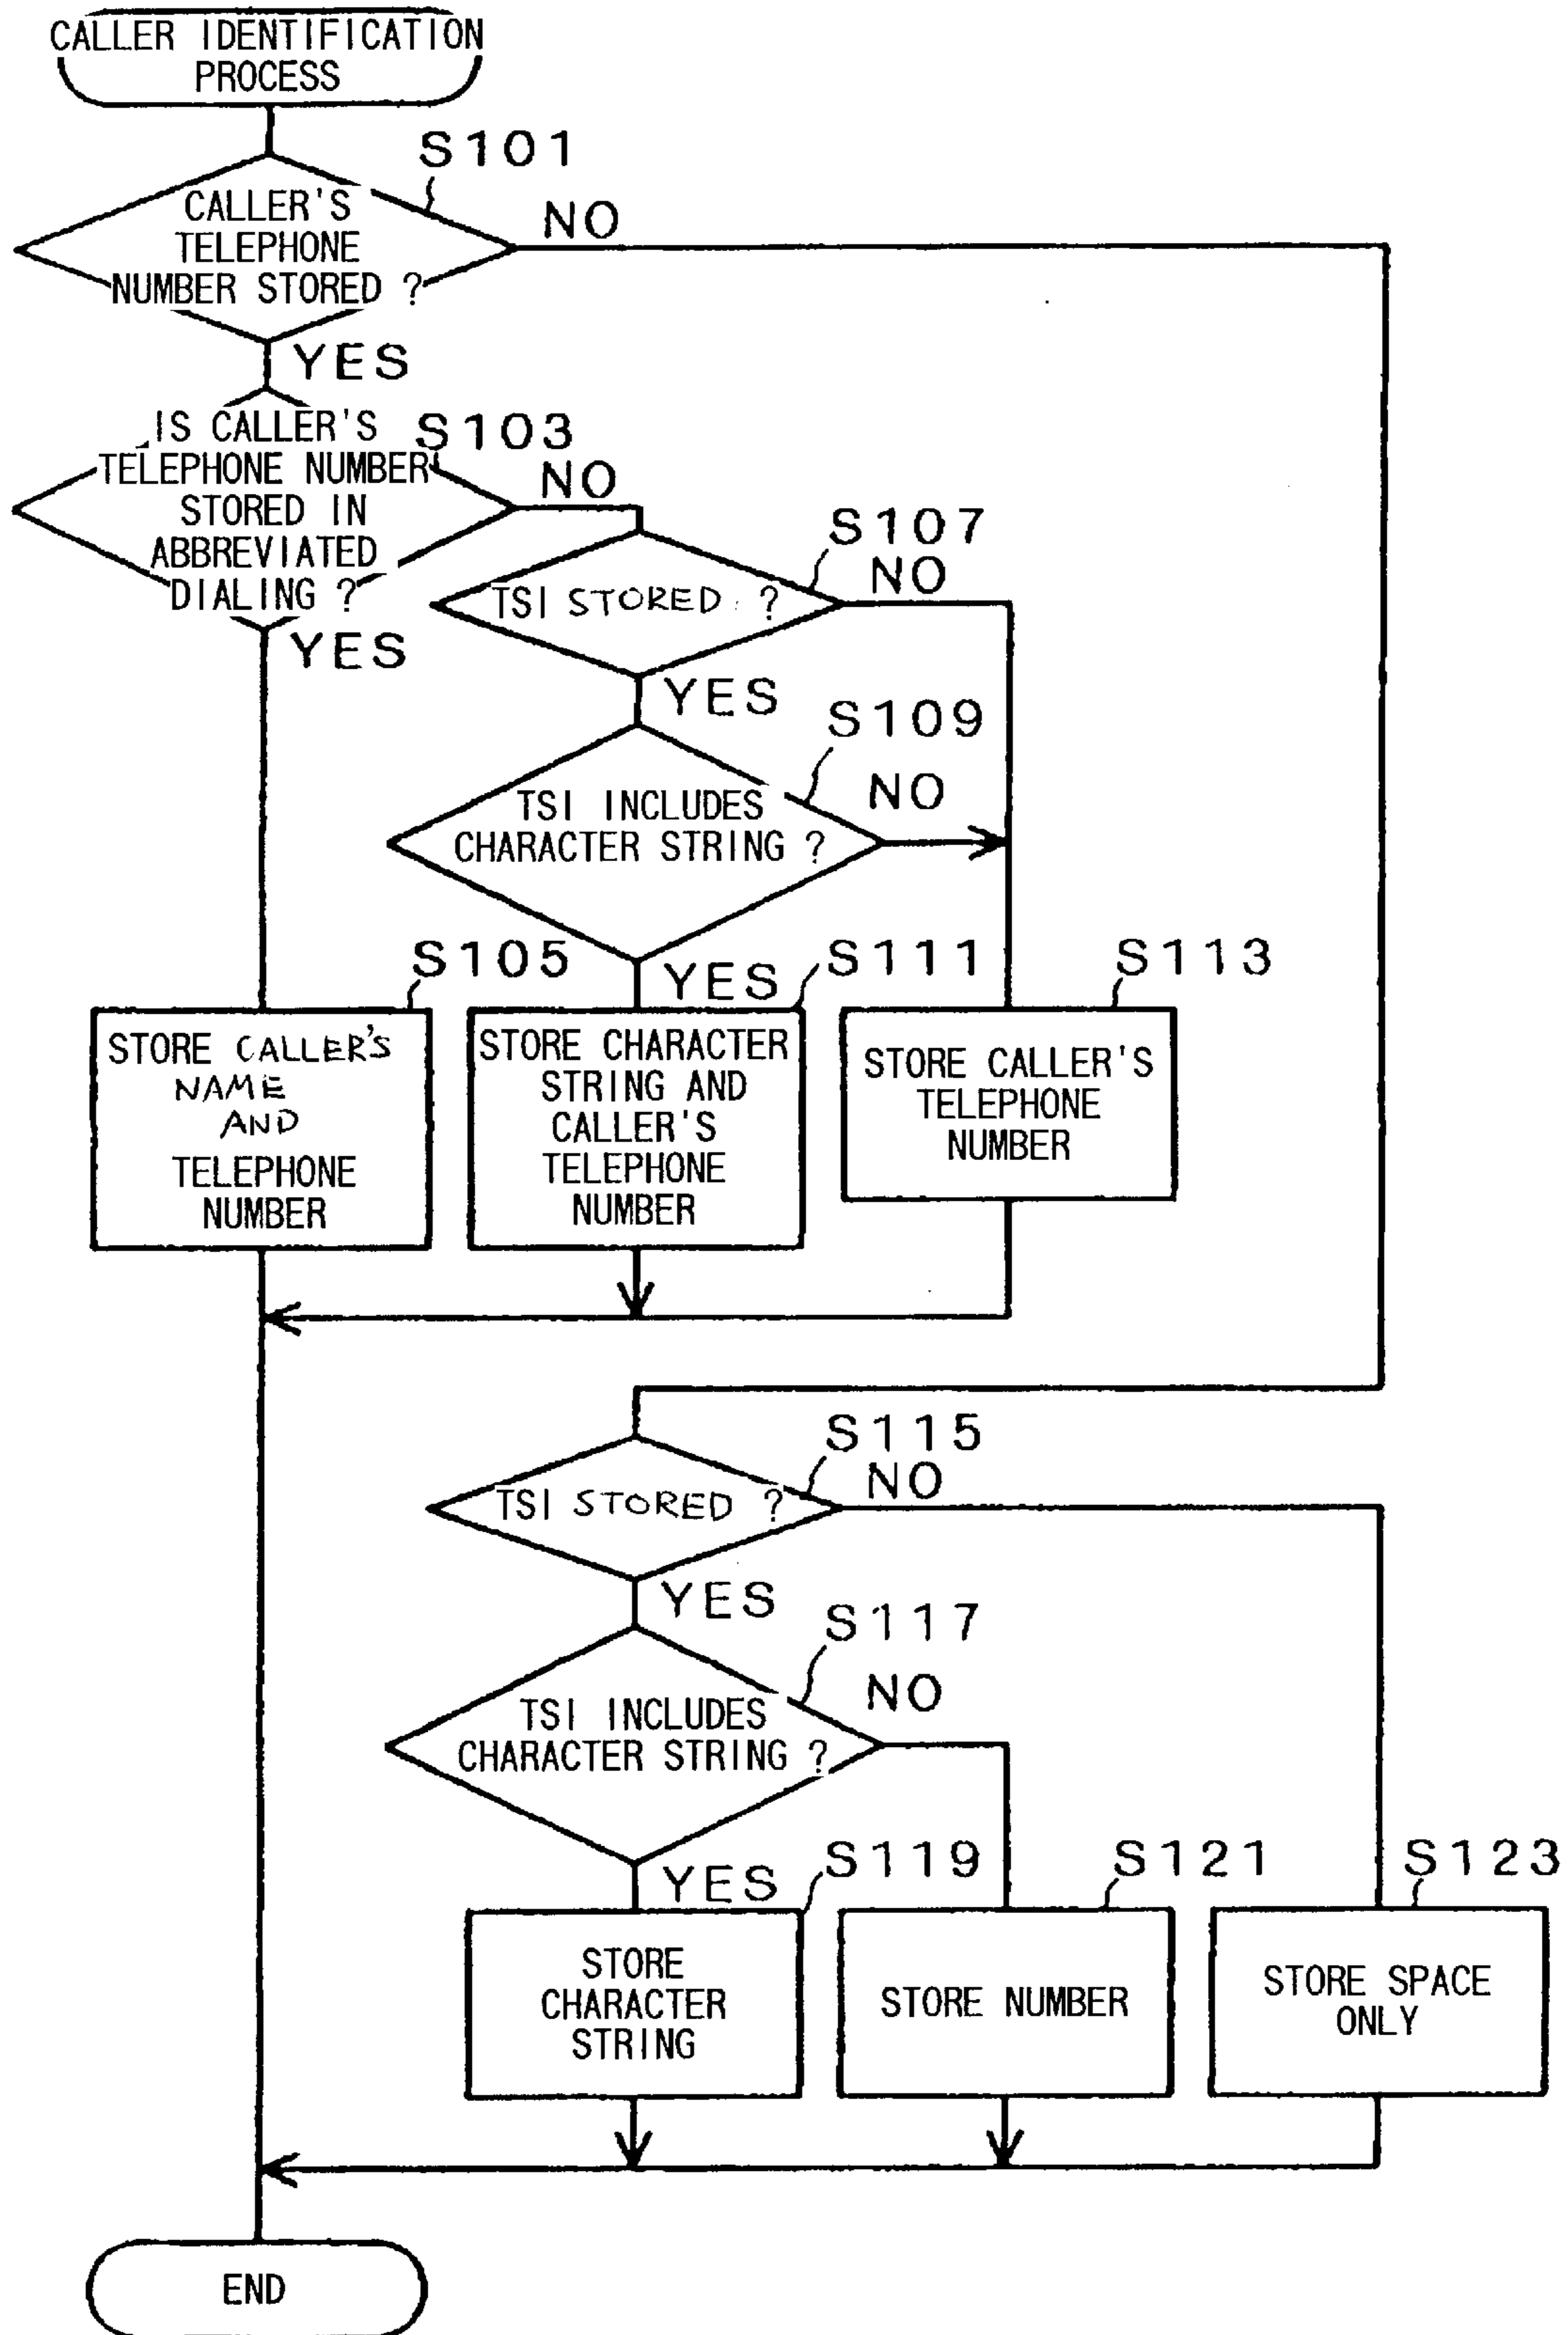 CALLER IDENTIFICATION
PROCESS
S101
CALLER'S
TELEPHONE
NUMBER STORED ?
NO
YES
IS CALLER'S
TELEPHONE NUMBER
STORED IN
ABBREVIATED
DIALING ?
S103
NO
YES
S107
TSI STORED ?
NO
YES
S109
TSI INCLUDES
CHARACTER STRING ?
NO
YES
S105
STORE CALLER'S
NAME
AND
TELEPHONE
NUMBER
S111
STORE CHARACTER
STRING AND
CALLER'S
TELEPHONE
NUMBER
S113
STORE CALLER'S
TELEPHONE
NUMBER
S115
TSI STORED ?
NO
YES
S117
TSI INCLUDES
CHARACTER STRING ?
NO
YES
S119
STORE
CHARACTER
STRING
S121
STORE NUMBER
S123
STORE SPACE
ONLY
END